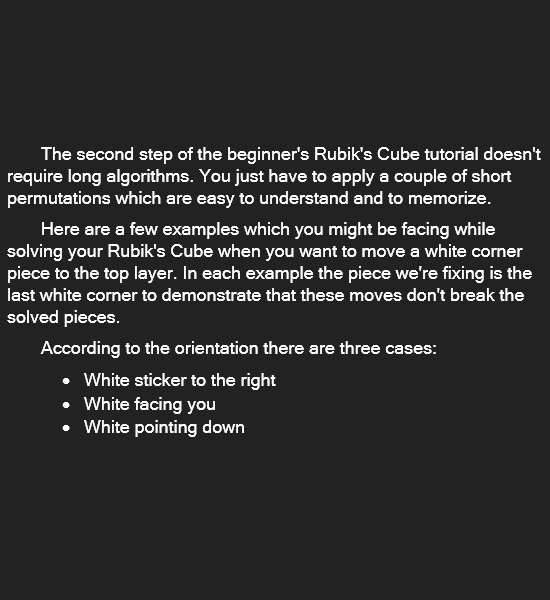 The second step of the beginner's Rubik's Cube tutorial doesn't
require long algorithms. You just have to apply a couple of short
permutations which are easy to understand and to memorize.
Here are a few examples which you might be facing while
solving your Rubik's Cube when you want to move a white corner
piece to the top layer. In each example the piece we're fixing is the
last white corner to demonstrate that these moves don't break the
solved pieces.
According to the orientation there are three cases:
• White sticker to the right
• White facing you
• White pointing down